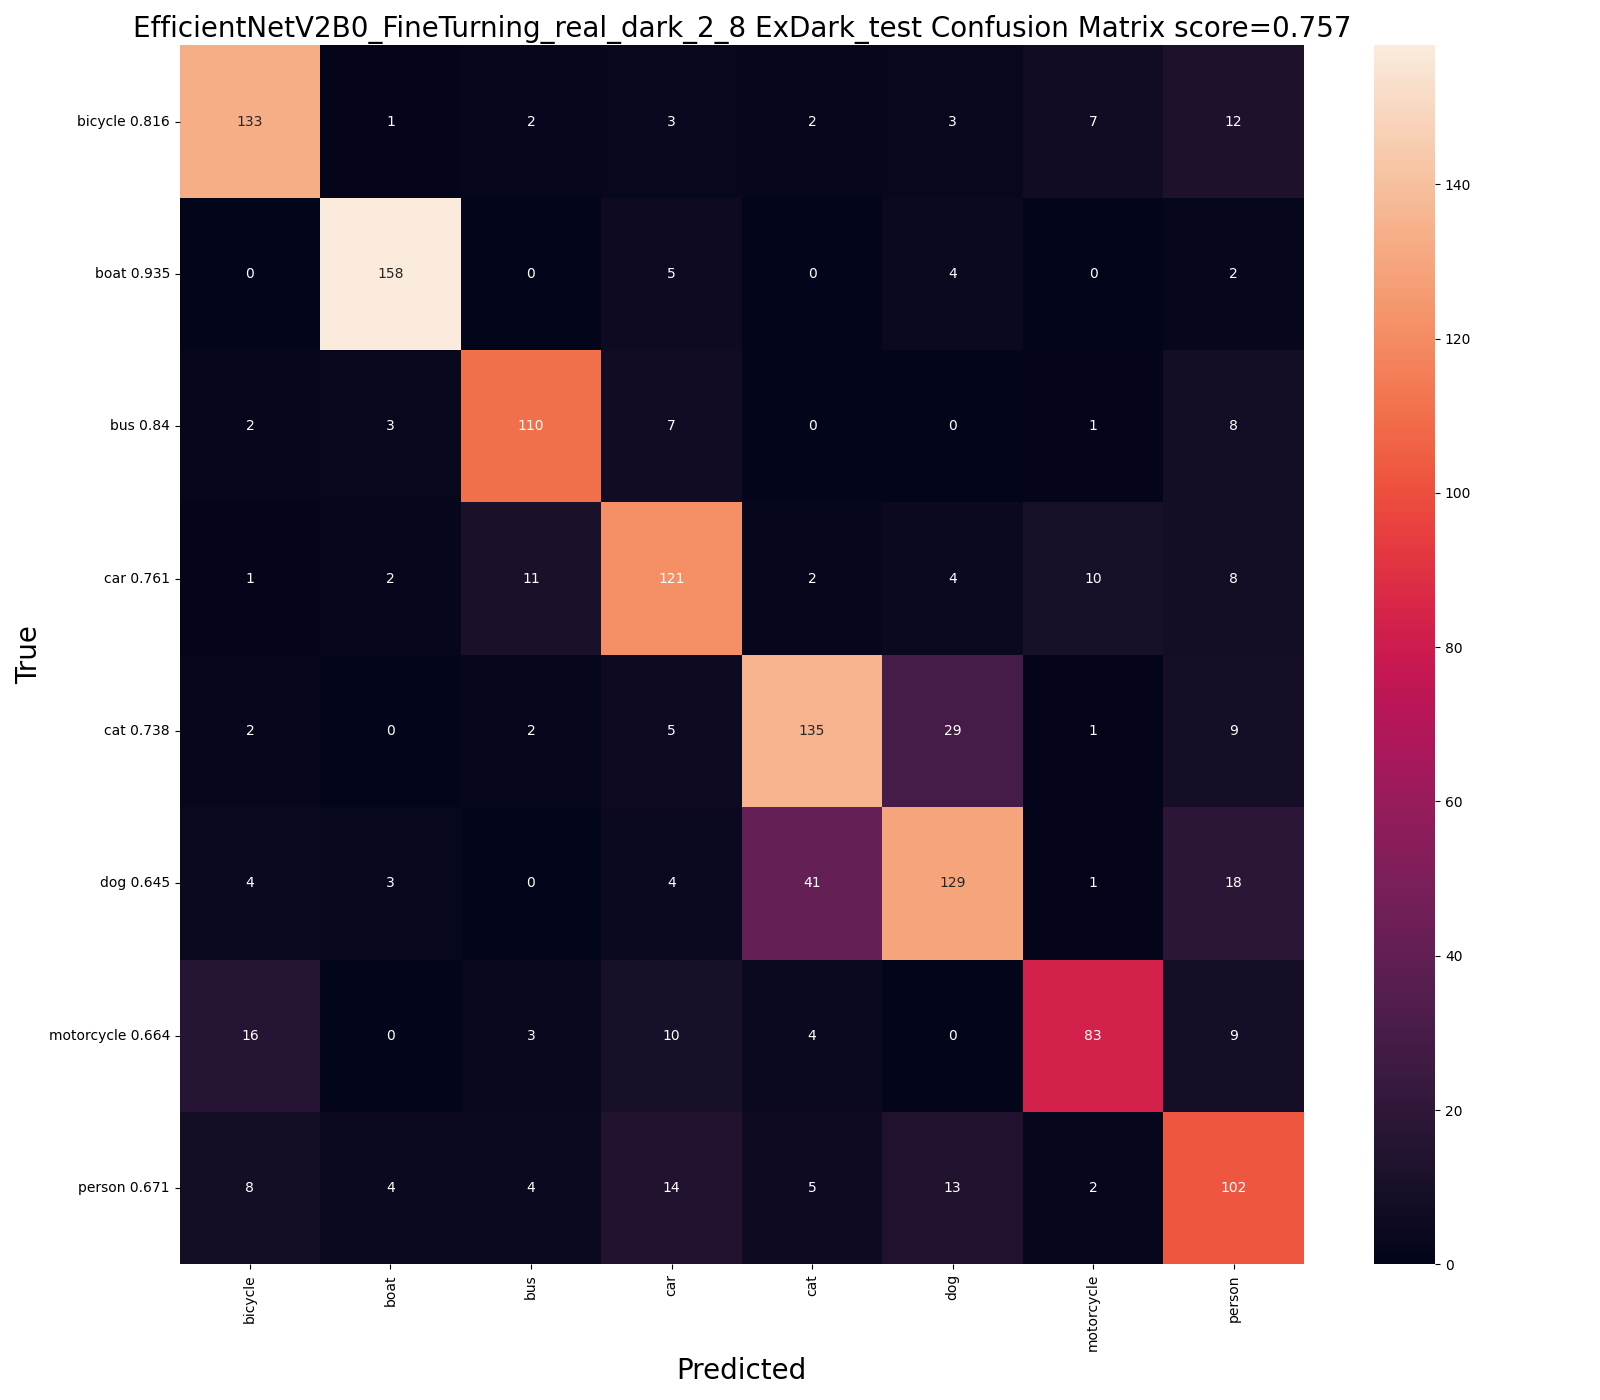 EfficientNetV2B0_FineTurning_real_dark_2_8 ExDark_test Confusion Matrix score=0.757
bicycle 0.816 133 1 2 3 2 3 7 12
boat 0.935 0 158 0 5 0 4 0 2
bus 0.84 2 3 110 7 0 0 1 8
car 0.761 1 2 11 121 2 4 10 8
cat 0.738 2 0 2 5 135 29 1 9
dog 0.645 4 3 0 4 41 129 1 18
motorcycle 0.664 16 0 3 10 4 0 83 9
person 0.671 8 4 4 14 5 13 2 102
bicycle boat bus car cat dog motorcycle person
Predicted
True
140
120
100
80
60
40
20
0